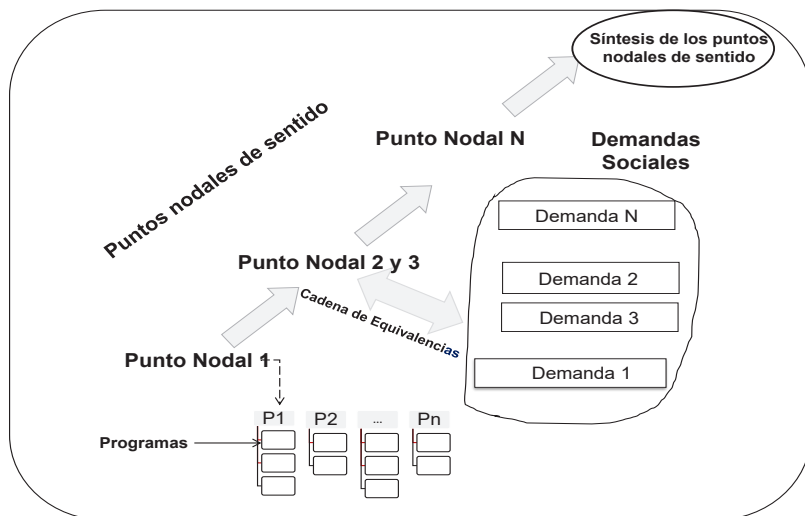 Síntesis de los puntos
nodales de sentido
Puntos nodales de sentido
Punto Nodal N
Demandas
Sociales
Demanda N
Punto Nodal 2 y 3
Demanda 2
Cadena de Equivalencias
Demanda 3
Punto Nodal 1
Demanda 1
P1 P2 ... Pn
Programas